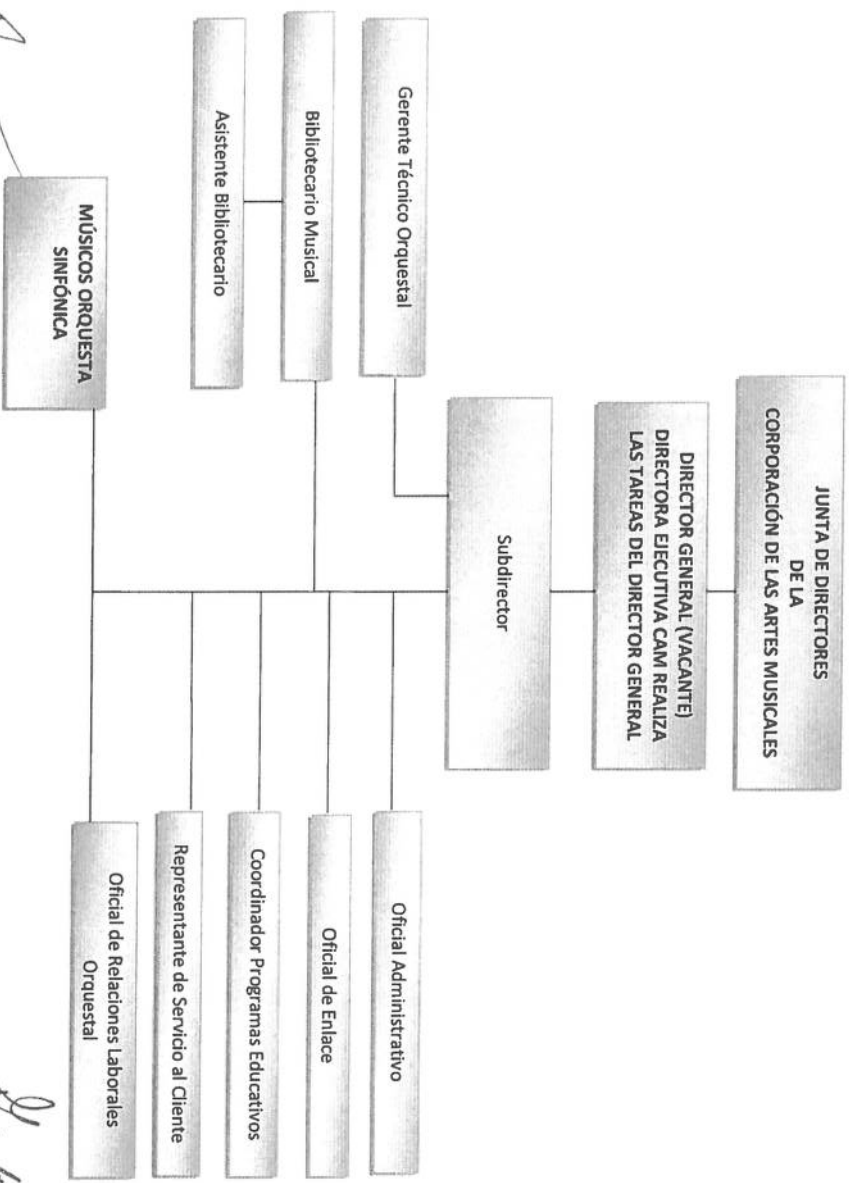 JUNTA DE DIRECTORES
DE LA
CORPORACIÓN DE LAS ARTES MUSICALES
DIRECTOR GENERAL (VACANTE)
DIRECTORA EJECUTIVA CAM REALIZA
LAS TAREAS DEL DIRECTOR GENERAL
Subdirector
Gerente Técnico Orquestal
Bibliotecario Musical
Asistente Bibliotecario
MÚSICOS ORQUESTA
SINFÓNICA
Oficial Administrativo
Oficial de Enlace
Coordinador Programas Educativos
Representante de Servicio al Cliente
Oficial de Relaciones Laborales
Orquestal